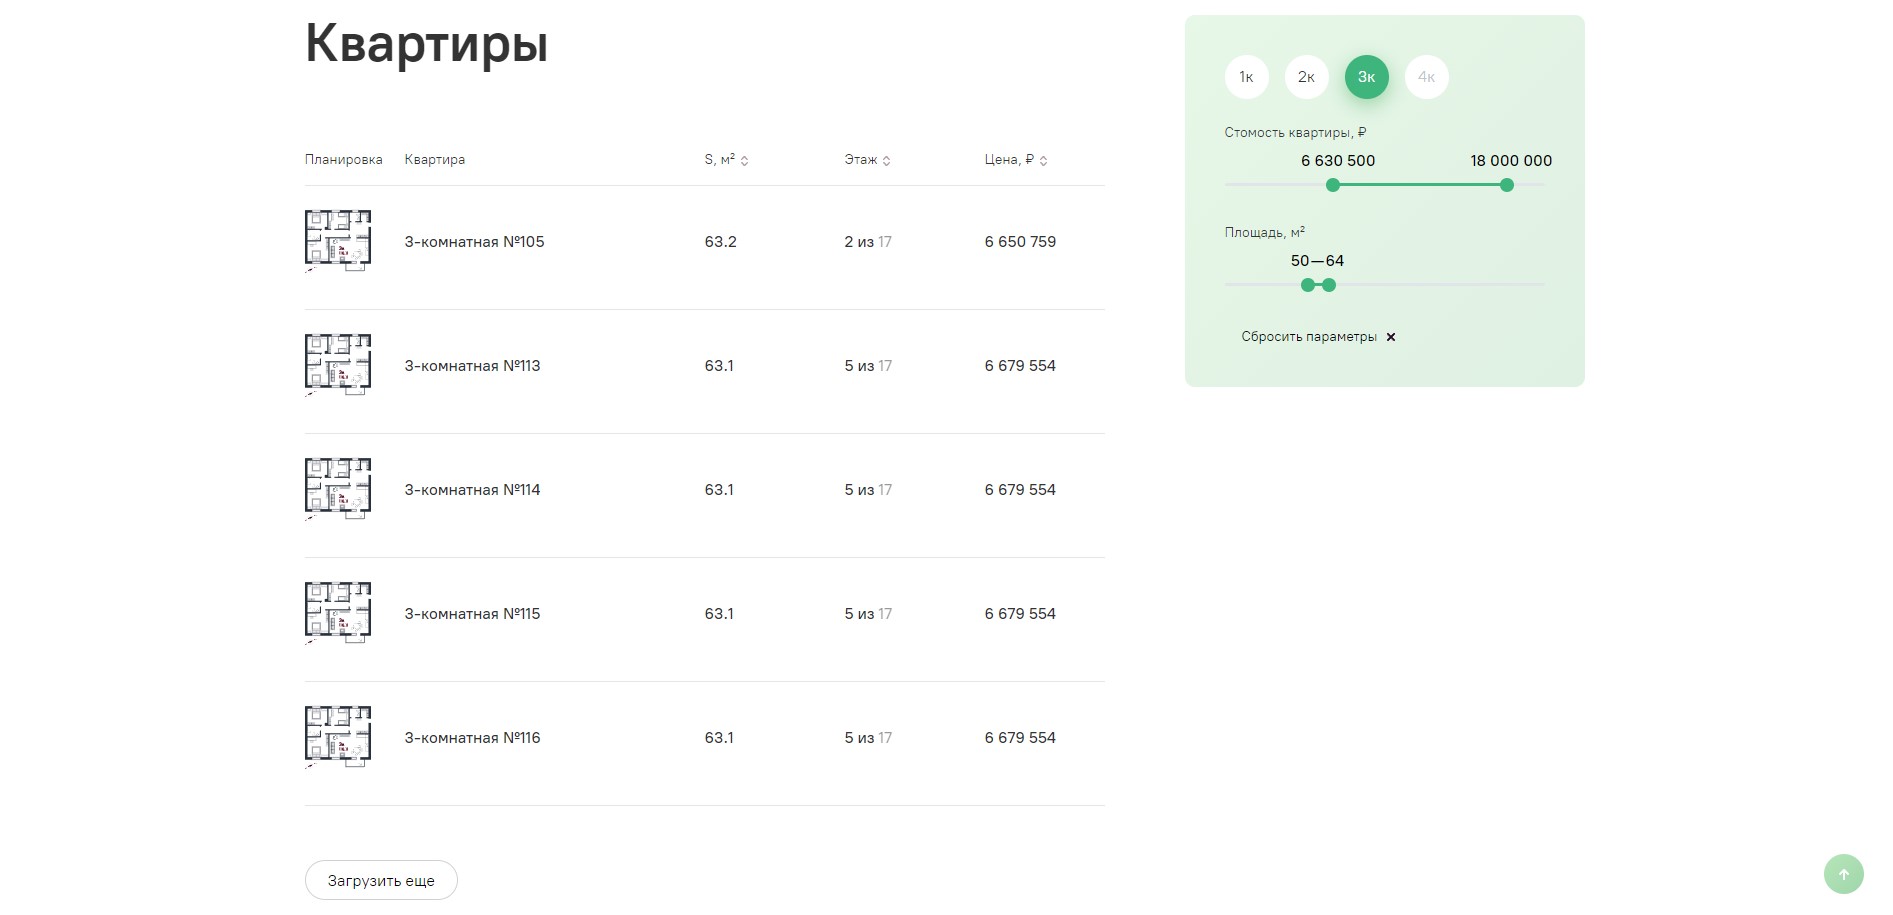 Квартиры
Планировка Квартира S, м² Этаж Цена, ₽
3-комнатная №105 63.2 2 из 17 6 650 759
3-комнатная №113 63.1 5 из 17 6 679 554
3-комнатная №114 63.1 5 из 17 6 679 554
3-комнатная №115 63.1 5 из 17 6 679 554
3-комнатная №116 63.1 5 из 17 6 679 554
Загрузить еще
1к 2к 3к 4к
Стомость квартиры, ₽
6 630 500 18 000 000
Площадь, м²
50—64
Сбросить параметры